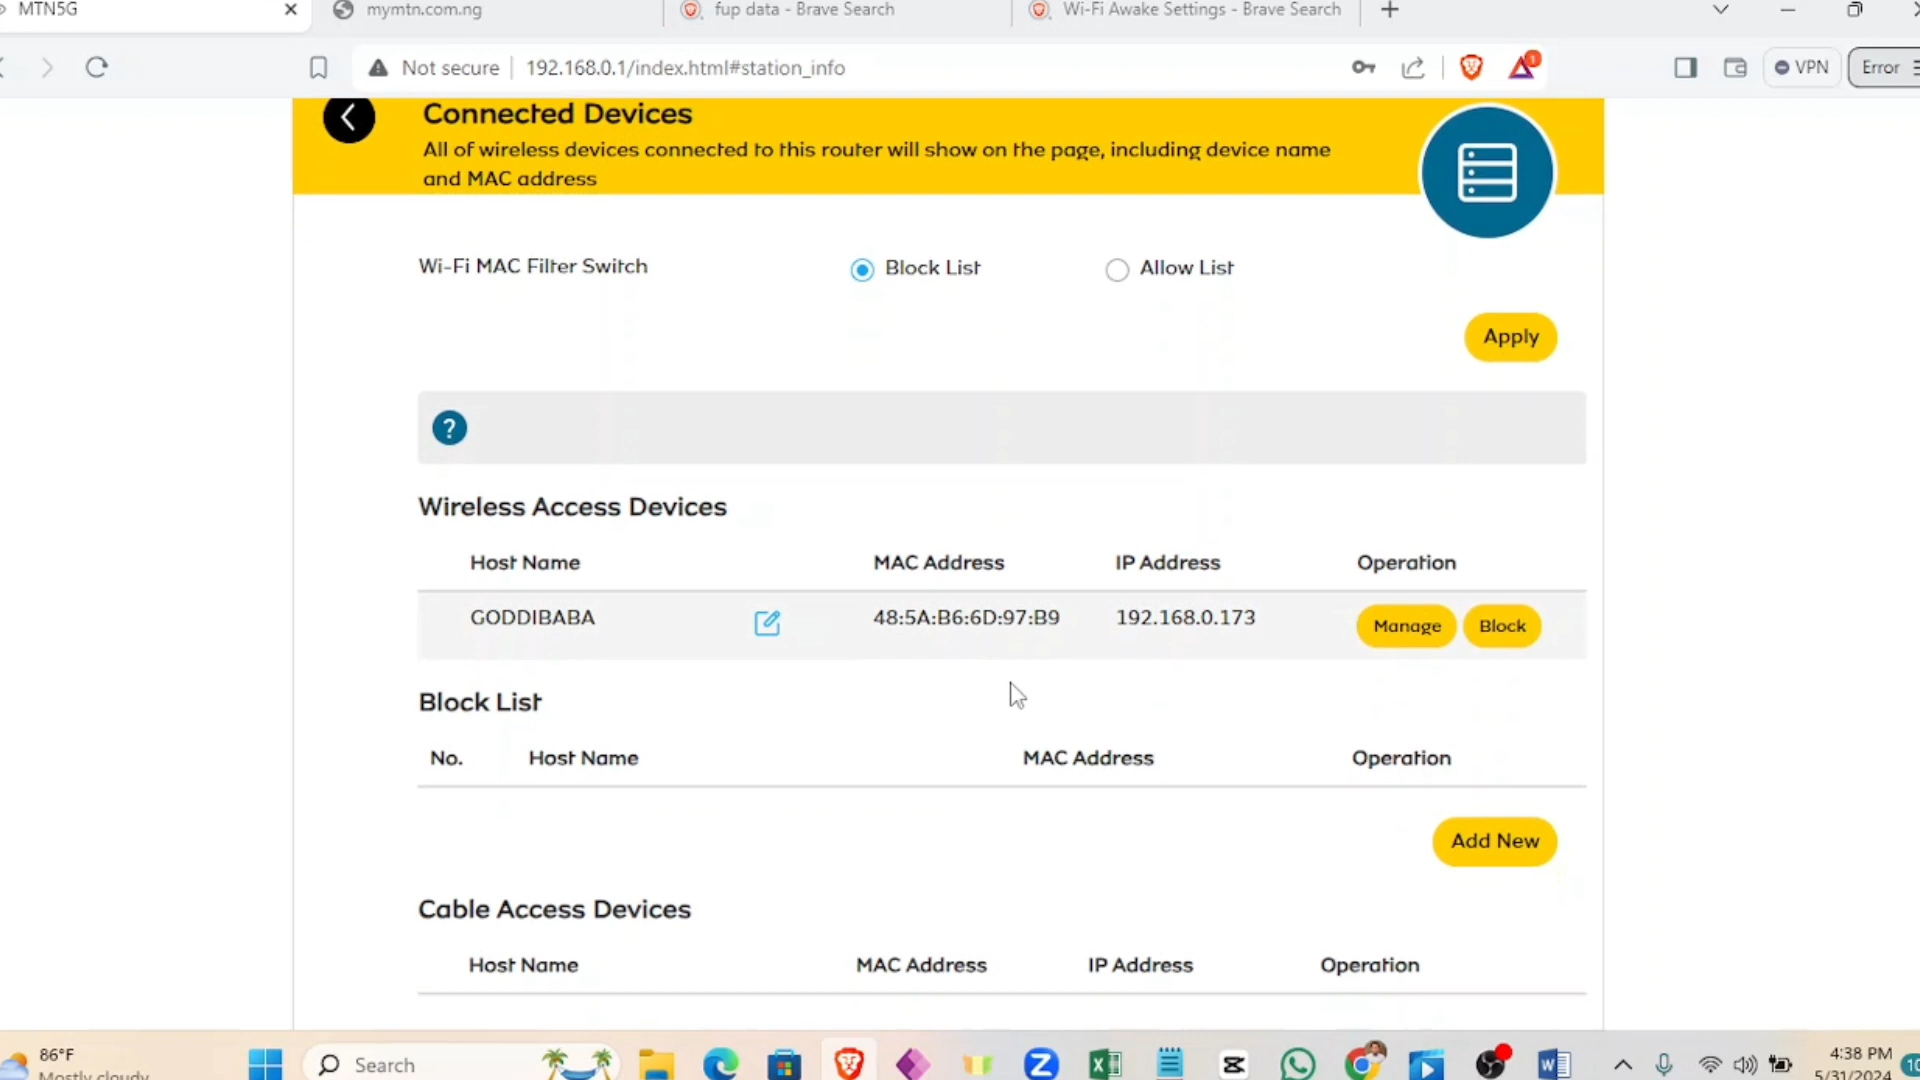 MTN5G
mymtn.com.ng
fup data - Brave Search
Wi-Fi Awake Settings - Brave Search
Not secure
192.168.0.1/index.html#station_info
VPN
Error
Connected Devices
All of wireless devices connected to this router will show on the page, including device name
and MAC address
Wi-Fi MAC Filter Switch
Block List
Allow List
Apply
?
Wireless Access Devices
Host Name
MAC Address
IP Address
Operation
GODDIBABA
48:5A:B6:6D:97:B9
192.168.0.173
Manage
Block
Block List
No.
Host Name
MAC Address
Operation
Add New
Cable Access Devices
Host Name
MAC Address
IP Address
Operation
86°F
Mostly cloudy
Search
4:38 PM
5/31/2024